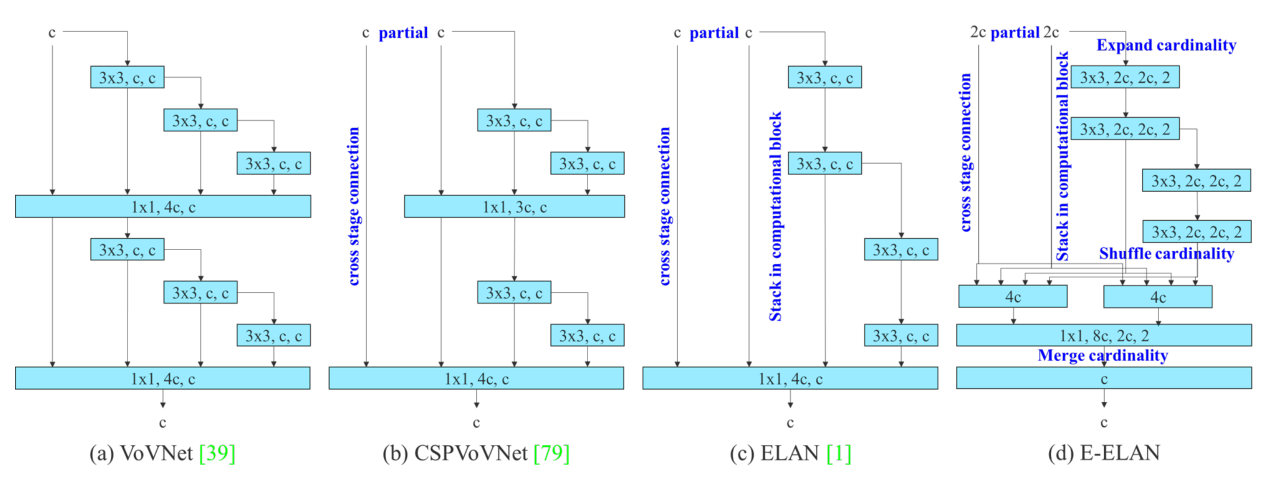 c
3x3, c, c
3x3, c, c
3x3, c, c
1x1, 4c, c
3x3, c, c
3x3, c, c
3x3, c, c
1x1, 4c, c
c
(a) VoVNet [39]
c partial c
cross stage connection
3x3, c, c
3x3, c, c
1x1, 3c, c
3x3, c, c
3x3, c, c
1x1, 4c, c
c
(b) CSPVoVNet [79]
c partial c
cross stage connection
Stack in computational block
3x3, c, c
3x3, c, c
3x3, c, c
3x3, c, c
1x1, 4c, c
c
(c) ELAN [1]
2c partial 2c
cross stage connection
Stack in computational block
Expand cardinality
3x3, 2c, 2c, 2
3x3, 2c, 2c, 2
3x3, 2c, 2c, 2
3x3, 2c, 2c, 2
Shuffle cardinality
4c 4c
1x1, 8c, 2c, 2
Merge cardinality
c
c
(d) E-ELAN